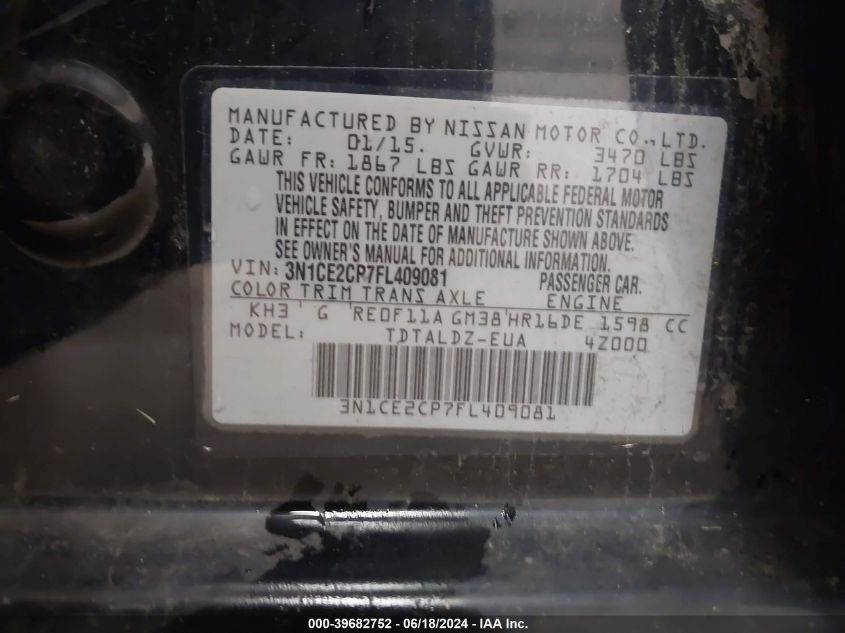 MANUFACTURED BY NISSAN MOTOR CO., LTD.
DATE: 01/15. GVWR: 3470 LBS
GAWR FR: 1867 LBS GAWR RR: 1704 LBS
THIS VEHICLE CONFORMS TO ALL APPLICABLE FEDERAL MOTOR
VEHICLE SAFETY, BUMPER AND THEFT PREVENTION STANDARDS
IN EFFECT ON THE DATE OF MANUFACTURE SHOWN ABOVE.
SEE OWNER'S MANUAL FOR ADDITIONAL INFORMATION.
VIN: 3N1CE2CP7FL409081 PASSENGER CAR.
COLOR TRIM TRANS AXLE ENGINE
KH3 ' G 'RE0F11A GM38'HR16DE 1598 CC
MODEL: TDTALDZ-EUA 4Z000
3N1CE2CP7FL409081
000-39682752 - 06/18/2024 - IAA Inc.